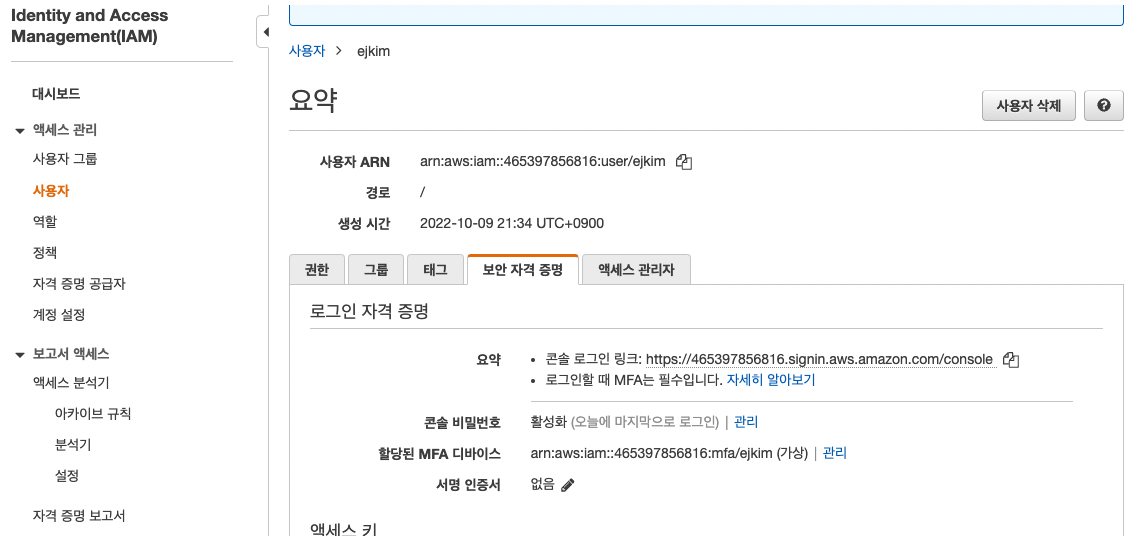 Identity and Access
Management(IAM)
대시보드
액세스 관리
사용자 그룹
사용자
역할
정책
자격 증명 공급자
계정 설정
보고서 액세스
액세스 분석기
아카이브 규칙
분석기
설정
자격 증명 보고서
사용자 > ejkim
요약
사용자 삭제
사용자 ARN arn:aws:iam::465397856816:user/ejkim
경로 /
생성 시간 2022-10-09 21:34 UTC+0900
권한 그룹 태그 보안 자격 증명 액세스 관리자
로그인 자격 증명
요약 • 콘솔 로그인 링크: https://465397856816.signin.aws.amazon.com/console
• 로그인할 때 MFA는 필수입니다. 자세히 알아보기
콘솔 비밀번호 활성화 (오늘에 마지막으로 로그인) | 관리
할당된 MFA 디바이스 arn:aws:iam::465397856816:mfa/ejkim (가상) | 관리
서명 인증서 없음
액세스 키